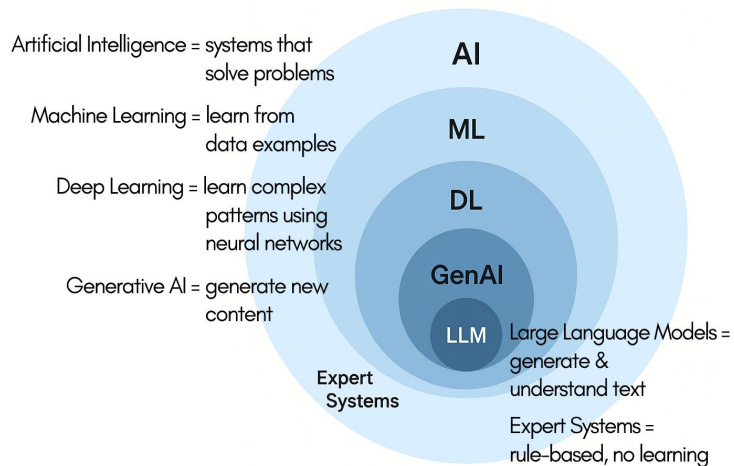 Artificial Intelligence = systems that
solve problems
AI
Machine Learning = learn from
data examples
ML
Deep Learning = learn complex
patterns using
neural networks
DL
Generative AI = generate new
content
GenAI
LLM
Large Language Models =
generate &
understand text
Expert
Systems
Expert Systems =
rule-based, no learning